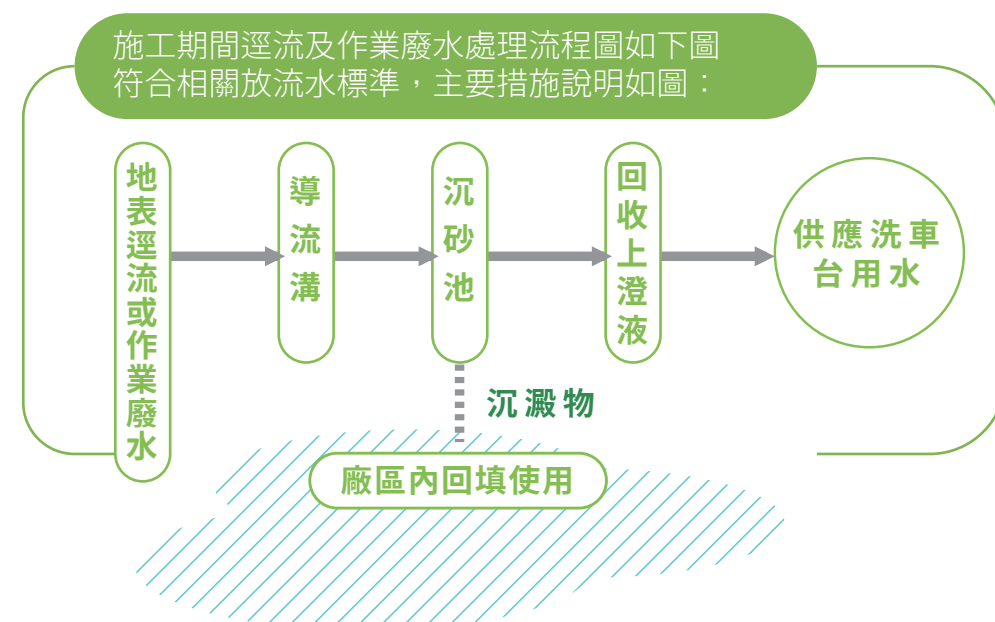 施工期間逕流及作業廢水處理流程圖如下圖
符合相關放流水標準，主要措施說明如圖：
地表逕流或作業廢水
導流溝
沉砂池
回收上澄液
供應洗車
台用水
沉澱物
廠區內回填使用